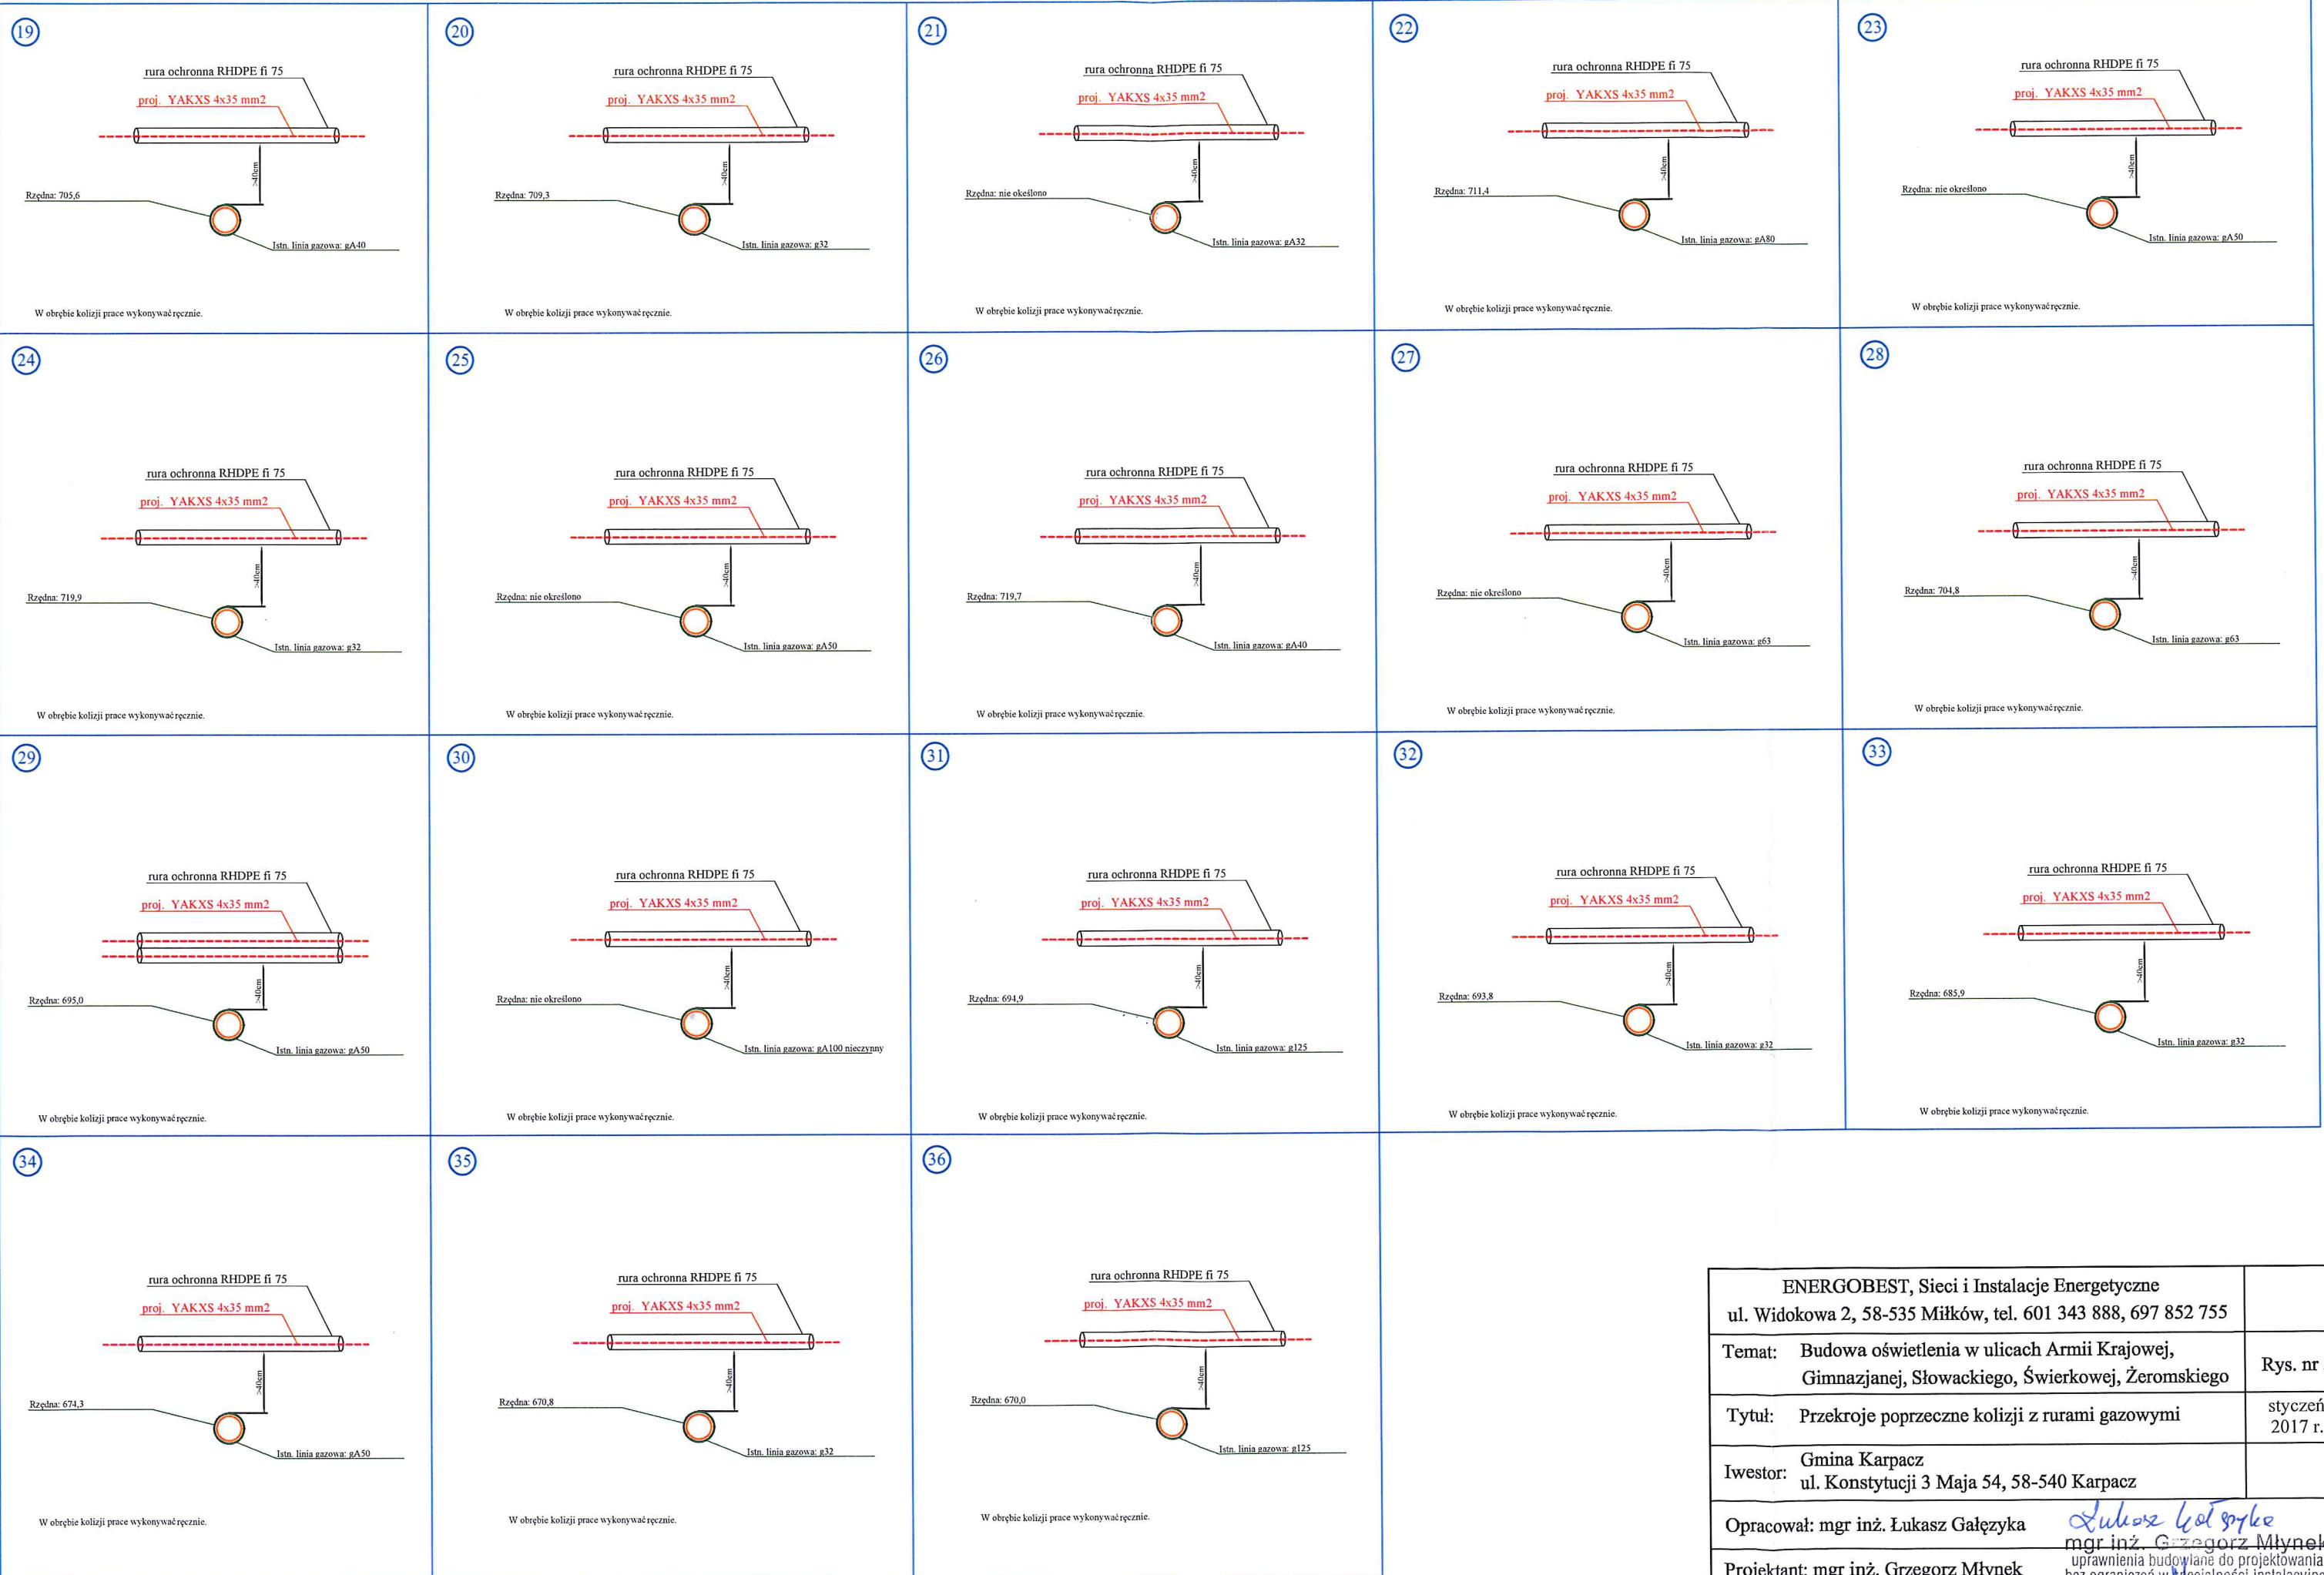 19
rura ochronna RHDPE fi 75
proj. YAKXS 4x35 mm2
>40cm
Rzędna: 705,6
Istn. linia gazowa: gA40
W obrębie kolizji prace wykonywać ręcznie.
20
rura ochronna RHDPE fi 75
proj. YAKXS 4x35 mm2
>40cm
Rzędna: 709,3
Istn. linia gazowa: g32
W obrębie kolizji prace wykonywać ręcznie.
21
rura ochronna RHDPE fi 75
proj. YAKXS 4x35 mm2
>40cm
Rzędna: nie okeślono
Istn. linia gazowa: gA32
W obrębie kolizji prace wykonywać ręcznie.
22
rura ochronna RHDPE fi 75
proj. YAKXS 4x35 mm2
>40cm
Rzędna: 711,4
Istn. linia gazowa: gA80
W obrębie kolizji prace wykonywać ręcznie.
23
rura ochronna RHDPE fi 75
proj. YAKXS 4x35 mm2
>40cm
Rzędna: nie określono
Istn. linia gazowa: gA50
W obrębie kolizji prace wykonywać ręcznie.
24
rura ochronna RHDPE fi 75
proj. YAKXS 4x35 mm2
>40cm
Rzędna: 719,9
Istn. linia gazowa: g32
W obrębie kolizji prace wykonywać ręcznie.
25
rura ochronna RHDPE fi 75
proj. YAKXS 4x35 mm2
>40cm
Rzędna: nie określono
Istn. linia gazowa: gA50
W obrębie kolizji prace wykonywać ręcznie.
26
rura ochronna RHDPE fi 75
proj. YAKXS 4x35 mm2
>40cm
Rzędna: 719,7
Istn. linia gazowa: gA40
W obrębie kolizji prace wykonywać ręcznie.
27
rura ochronna RHDPE fi 75
proj. YAKXS 4x35 mm2
>40cm
Rzędna: nie określono
Istn. linia gazowa: g63
W obrębie kolizji prace wykonywać ręcznie.
28
rura ochronna RHDPE fi 75
proj. YAKXS 4x35 mm2
>40cm
Rzędna: 704,8
Istn. linia gazowa: g63
W obrębie kolizji prace wykonywać ręcznie.
29
rura ochronna RHDPE fi 75
proj. YAKXS 4x35 mm2
>40cm
Rzędna: 695,0
Istn. linia gazowa: gA50
W obrębie kolizji prace wykonywać ręcznie.
30
rura ochronna RHDPE fi 75
proj. YAKXS 4x35 mm2
>40cm
Rzędna: nie określono
Istn. linia gazowa: gA100 nieczynny
W obrębie kolizji prace wykonywać ręcznie.
31
rura ochronna RHDPE fi 75
proj. YAKXS 4x35 mm2
>40cm
Rzędna: 694,9
Istn. linia gazowa: g125
W obrębie kolizji prace wykonywać ręcznie.
32
rura ochronna RHDPE fi 75
proj. YAKXS 4x35 mm2
>40cm
Rzędna: 693,8
Istn. linia gazowa: g32
W obrębie kolizji prace wykonywać ręcznie.
33
rura ochronna RHDPE fi 75
proj. YAKXS 4x35 mm2
>40cm
Rzędna: 685,9
Istn. linia gazowa: g32
W obrębie kolizji prace wykonywać ręcznie.
34
rura ochronna RHDPE fi 75
proj. YAKXS 4x35 mm2
>40cm
Rzędna: 674,3
Istn. linia gazowa: gA50
W obrębie kolizji prace wykonywać ręcznie.
35
rura ochronna RHDPE fi 75
proj. YAKXS 4x35 mm2
>40cm
Rzędna: 670,8
Istn. linia gazowa: g32
W obrębie kolizji prace wykonywać ręcznie.
36
rura ochronna RHDPE fi 75
proj. YAKXS 4x35 mm2
>40cm
Rzędna: 670,0
Istn. linia gazowa: g125
W obrębie kolizji prace wykonywać ręcznie.
ENERGOBEST, Sieci i Instalacje Energetyczne
ul. Widokowa 2, 58-535 Miłków, tel. 601 343 888, 697 852 755
Temat: Budowa oświetlenia w ulicach Armii Krajowej,
Gimnazjanej, Słowackiego, Świerkowej, Żeromskiego
Rys. nr
Tytuł: Przekroje poprzeczne kolizji z rurami gazowymi
styczeń
2017 r.
Iwestor: Gmina Karpacz
ul. Konstytucji 3 Maja 54, 58-540 Karpacz
Opracował: mgr inż. Łukasz Gałęzyka
mgr inż. Grzegorz Młynek
uprawnienia budowlane do projektowania
Projektant: mgr inż. Grzegorz Młynek